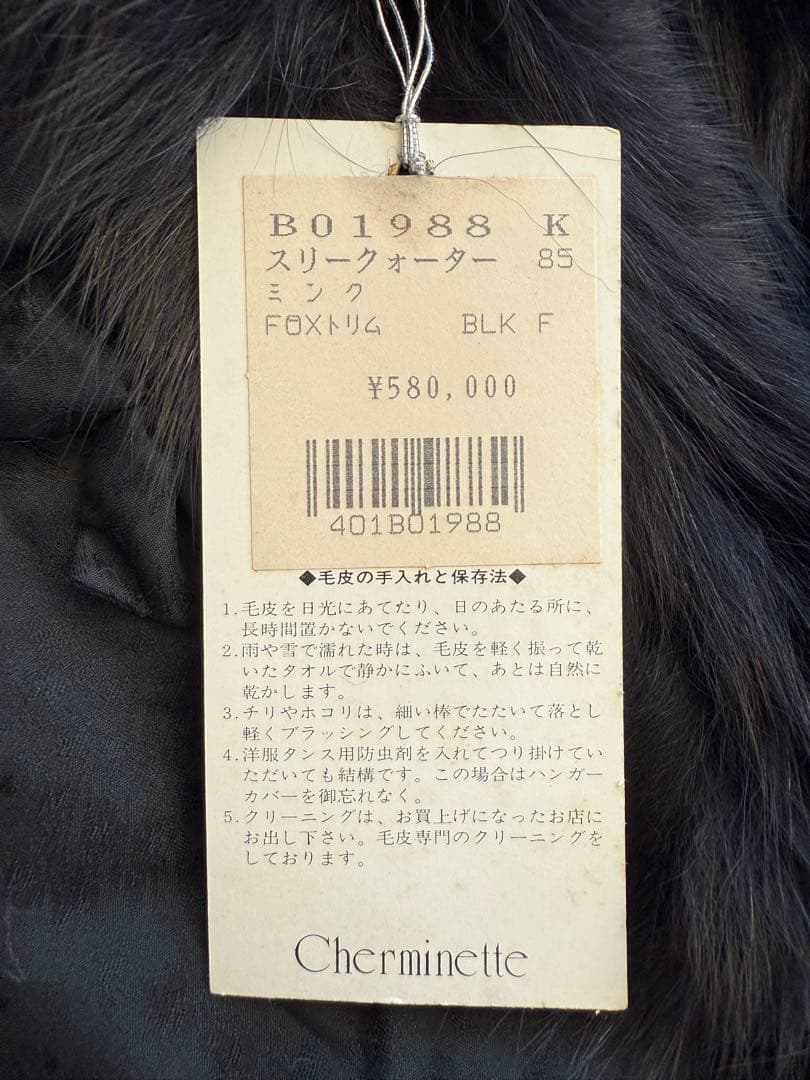 B01988 K
スリークォーター 85
ミンク
FOXトリム BLK F
¥580,000
401B01988
◆毛皮の手入れと保存法◆
1.毛皮を日光にあてたり、日のあたる所に、
長時間置かないでください。
2.雨や雪で濡れた時は、毛皮を軽く振って乾
いたタオルで静かにふいて、あとは自然に
乾かします。
3.チリやホコリは、細い棒でたたいて落とし
軽くブラッシングしてください。
4.洋服タンス用防虫剤を入れてつり掛けてい
ただいても結構です。この場合はハンガー
カバーを御忘れなく。
5.クリーニングは、お買上げになったお店に
お出し下さい。毛皮専門のクリーニングを
しております。
Cherminette